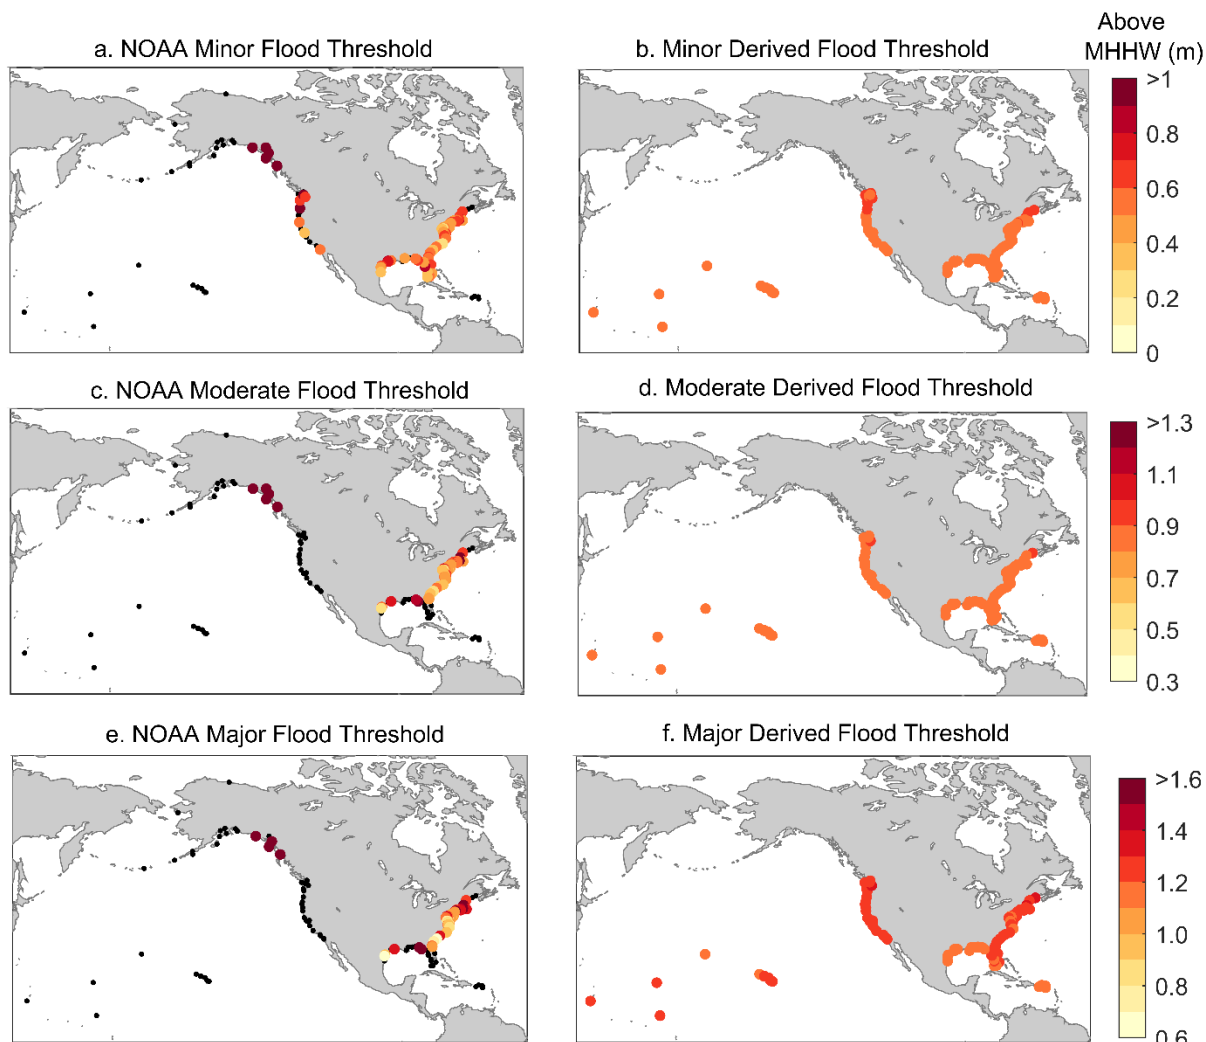 a. NOAA Minor Flood Threshold
b. Minor Derived Flood Threshold
Above
MHHW (m)
>1
0.8
0.6
0.4
0.2
0
c. NOAA Moderate Flood Threshold
d. Moderate Derived Flood Threshold
>1.3
1.1
0.9
0.7
0.5
0.3
e. NOAA Major Flood Threshold
f. Major Derived Flood Threshold
>1.6
1.4
1.2
1.0
0.8
0.6